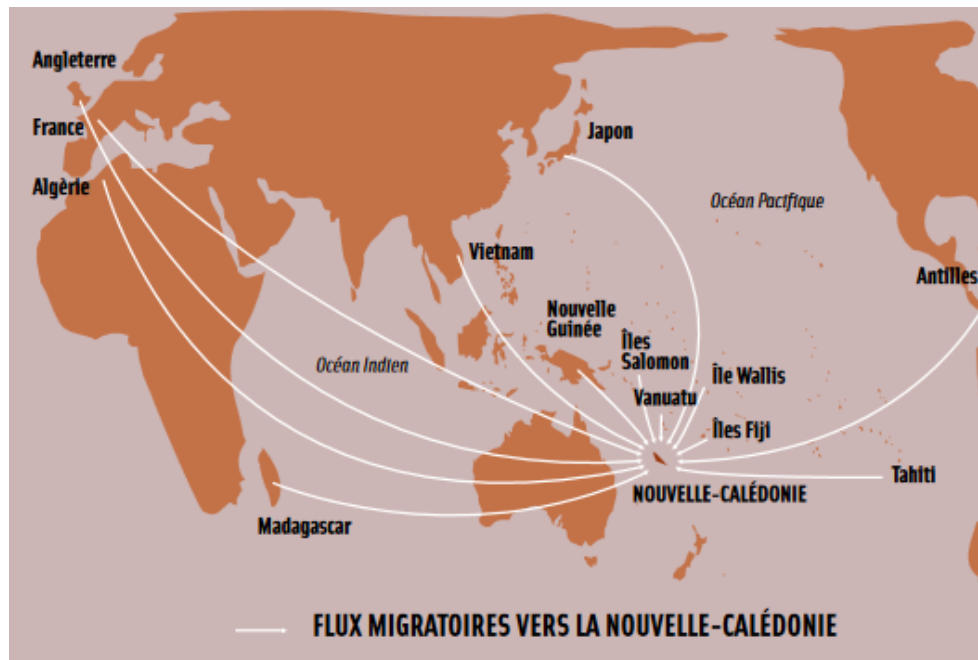 Angleterre
France
Algèrie
Japon
Océan Pacifique
Vietnam
Antilles
Nouvelle
Guinée
Îles
Salomon
Océan Indien
Île Wallis
Vanuatu
Îles Fiji
Tahiti
NOUVELLE-CALÉDONIE
Madagascar
FLUX MIGRATOIRES VERS LA NOUVELLE-CALÉDONIE